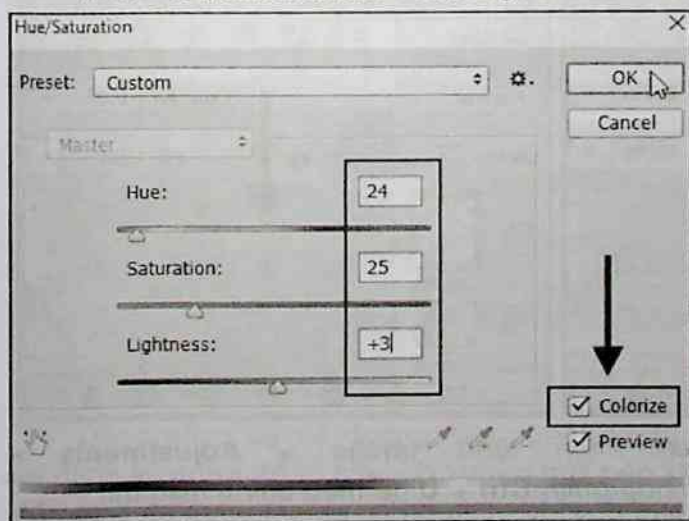 Hue/Saturation
Preset: Custom
OK
Cancel
Master
Hue: 24
Saturation: 25
Lightness: +3
Colorize
Preview